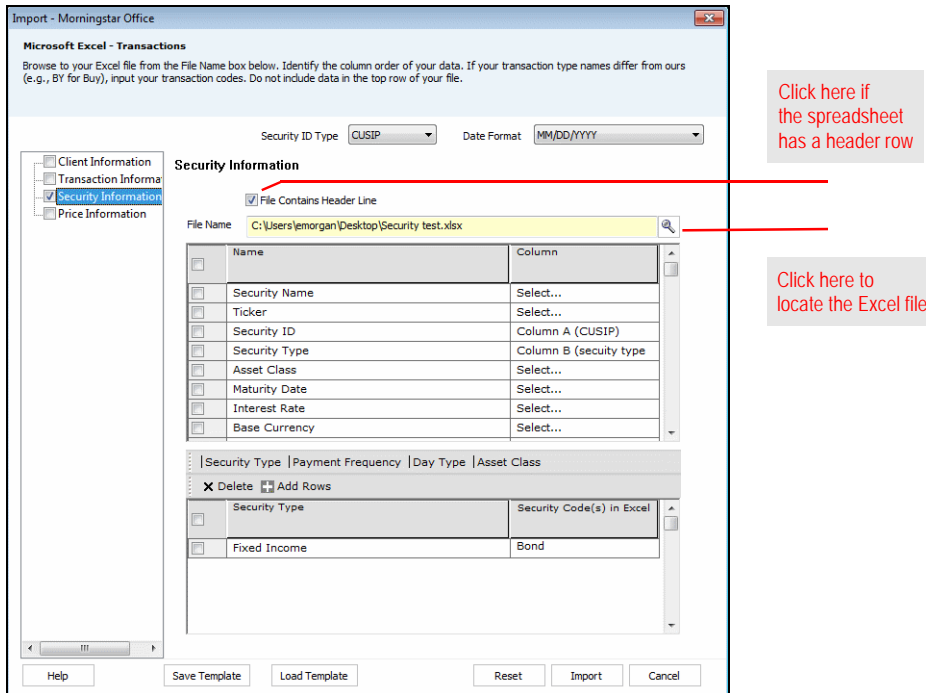 Import - Morningstar Office
Microsoft Excel - Transactions
Browse to your Excel file from the File Name box below. Identify the column order of your data. If your transaction type names differ from ours
(e.g., BY for Buy), input your transaction codes. Do not include data in the top row of your file.
Click here if
the spreadsheet
has a header row
Security ID Type CUSIP Date Format MM/DD/YYYY
Client Information
Transaction Informa
Security Information
Price Information
Security Information
File Contains Header Line
File Name C:\Users\emorgan\Desktop\Security test.xlsx
Click here to
locate the Excel file
Name Column
Security Name Select...
Ticker Select...
Security ID Column A (CUSIP)
Security Type Column B (secuity type
Asset Class Select...
Maturity Date Select...
Interest Rate Select...
Base Currency Select...
|Security Type |Payment Frequency |Day Type |Asset Class
Delete Add Rows
Security Type Security Code(s) in Excel
Fixed Income Bond
Help Save Template Load Template Reset Import Cancel